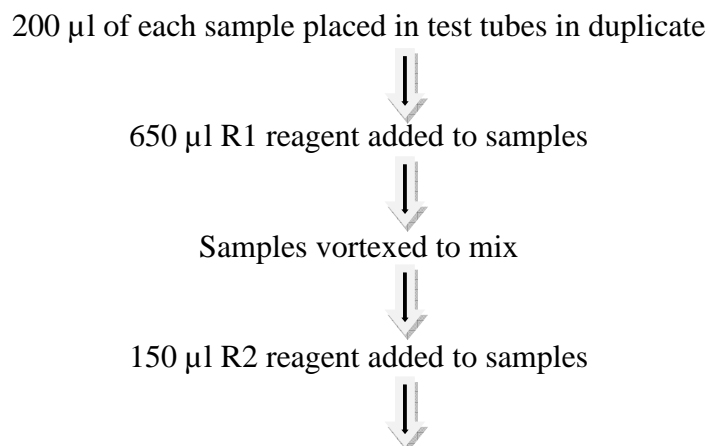 200 µl of each sample placed in test tubes in duplicate
650 µl R1 reagent added to samples
Samples vortexed to mix
150 µl R2 reagent added to samples